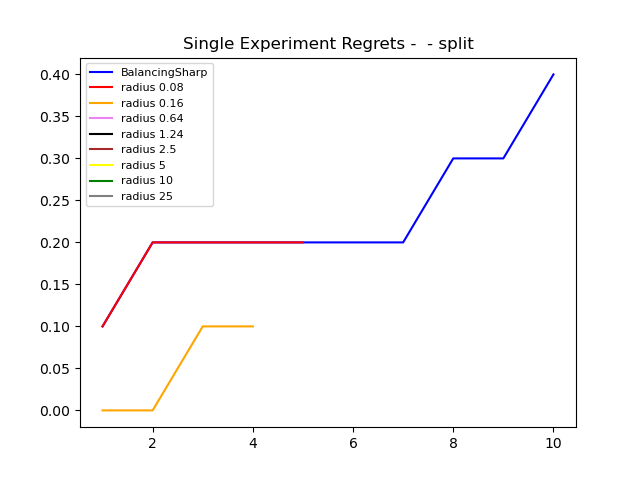 Single Experiment Regrets -  - split
BalancingSharp
radius 0.08
radius 0.16
radius 0.64
radius 1.24
radius 2.5
radius 5
radius 10
radius 25
0.40
0.35
0.30
0.25
0.20
0.15
0.10
0.05
0.00
2 4 6 8 10